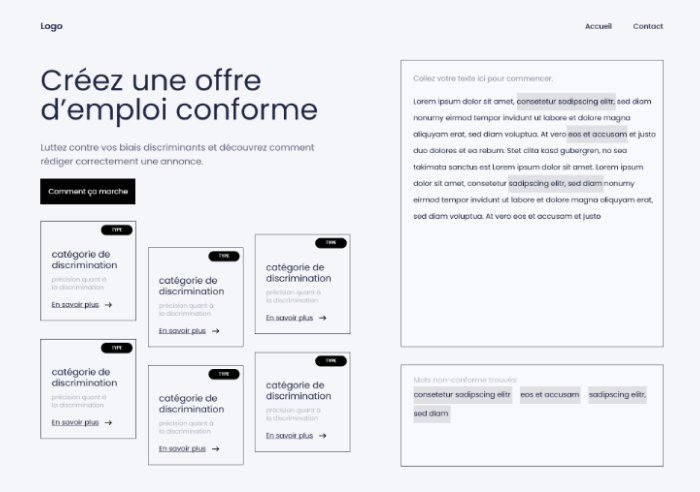 Logo
Accueil
Contact
Créez une offre
d'emploi conforme
Luttez contre vos biais discriminants et découvrez comment
rédiger correctement une annonce.
Comment ça marche
TYPE
catégorie de
discrimination
précision quant à
la discrimination
En savoir plus →
TYPE
catégorie de
discrimination
précision quant à
la discrimination
En savoir plus →
TYPE
catégorie de
discrimination
précision quant à
la discrimination
En savoir plus →
TYPE
catégorie de
discrimination
précision quant à
la discrimination
En savoir plus →
TYPE
catégorie de
discrimination
précision quant à
la discrimination
En savoir plus →
TYPE
catégorie de
discrimination
précision quant à
la discrimination
En savoir plus →
Collez votre texte ici pour commencer.
Lorem ipsum dolor sit amet, consetetur sadipscing elitr, sed diam
nonumy eirmod tempor invidunt ut labore et dolore magna
aliquyam erat, sed diam voluptua. At vero eos et accusam et justo
duo dolores et ea rebum. Stet clita kasd gubergren, no sea
takimata sanctus est Lorem ipsum dolor sit amet. Lorem ipsum
dolor sit amet, consetetur sadipscing elitr, sed diam nonumy
eirmod tempor invidunt ut labore et dolore magna aliquyam erat,
sed diam voluptua. At vero eos et accusam et justo
Mots non-conforme trouvés.
consetetur sadipscing elitr
eos et accusam
sadipscing elitr,
sed diam